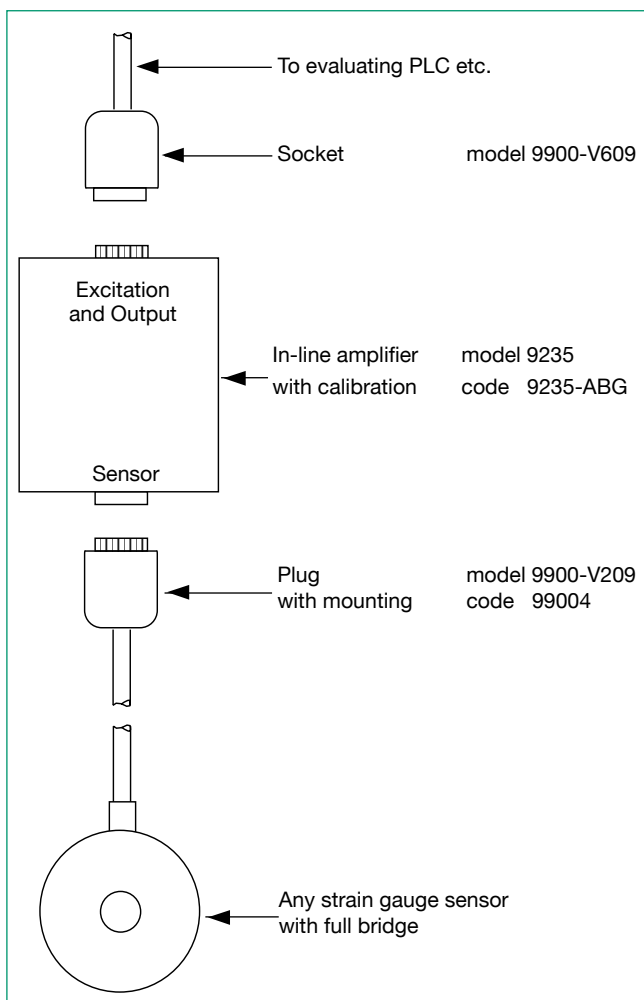 To evaluating PLC etc.
Socket model 9900-V609
Excitation
and Output
In-line amplifier model 9235
with calibration code 9235-ABG
Sensor
Plug model 9900-V209
with mounting code 99004
Any strain gauge sensor
with full bridge